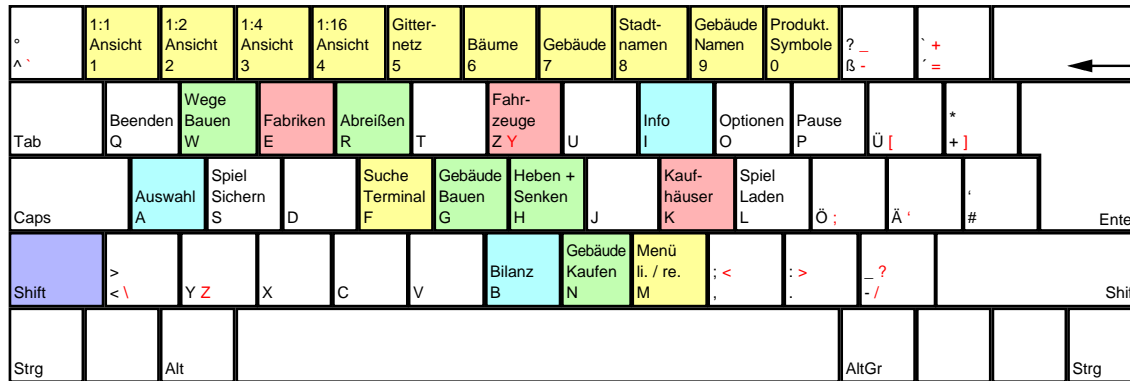 °
^ `
1:1
Ansicht
1
1:2
Ansicht
2
1:4
Ansicht
3
1:16
Ansicht
4
Gitter-
netz
5
Bäume
6
Gebäude
7
Stadt-
namen
8
Gebäude
Namen
9
Produkt.
Symbole
0
? _
ß -
` +
´ =
Tab
Beenden
Q
Wege
Bauen
W
Fabriken
E
Abreißen
R
T
Fahr-
zeuge
Z Y
U
Info
I
Optionen
O
Pause
P
Ü [
*
+ ]
Caps
Auswahl
A
Spiel
Sichern
S
D
Suche
Terminal
F
Gebäude
Bauen
G
Heben +
Senken
H
J
Kauf-
häuser
K
Spiel
Laden
L
Ö ;
Ä '
'
#
Ente
Shift
>
< \
Y Z
X
C
V
Bilanz
B
Gebäude
Kaufen
N
Menü
li. / re.
M
; <
,
: >
.
_ ?
- /
Shif
Strg
Alt
AltGr
Strg